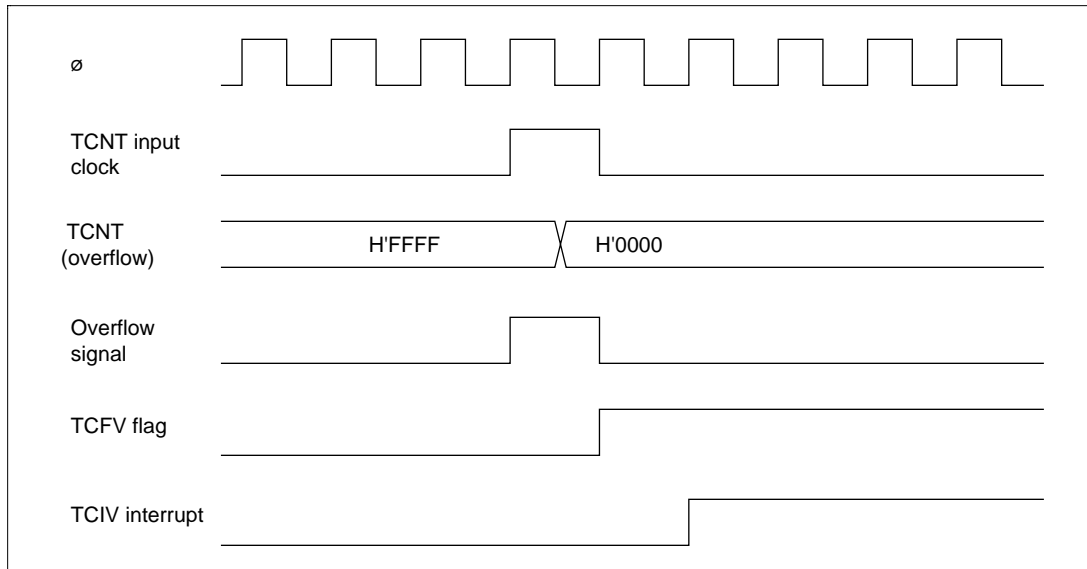 ø
TCNT input
clock
TCNT
(overflow)
H'FFFF
H'0000
Overflow
signal
TCFV flag
TCIV interrupt